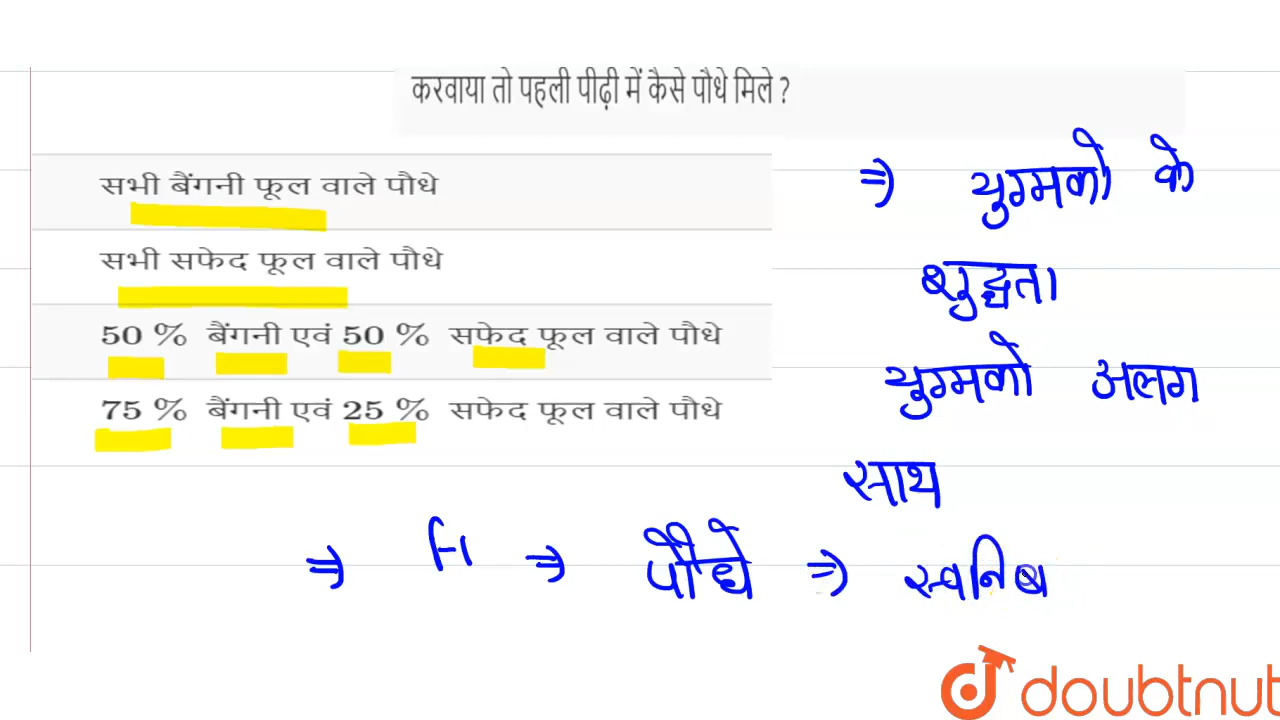 करवाया तो पहली पीढ़ी में कैसे पौधे मिले ?
सभी बैंगनी फूल वाले पौधे
सभी सफेद फूल वाले पौधे
50 % बैंगनी एवं 50 % सफेद फूल वाले पौधे
75 % बैंगनी एवं 25 % सफेद फूल वाले पौधे
⇒ युग्मको के
शुद्धता
युग्मको अलग
साथ
⇒ F1 ⇒ पौधे ⇒ स्वनिष
doubtnut